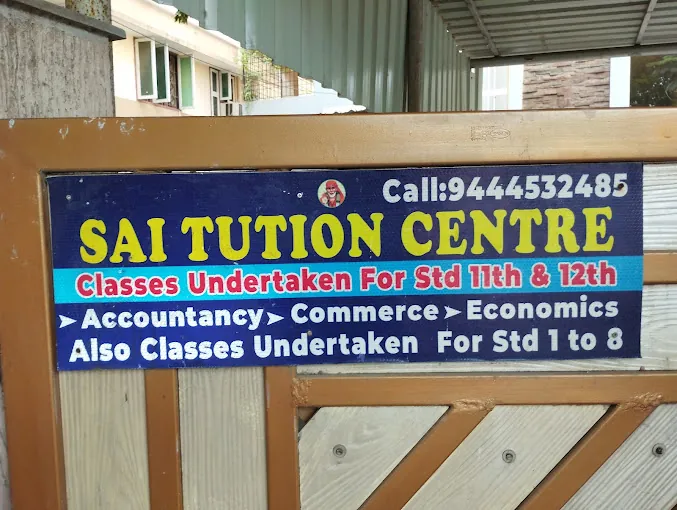 Call:9444532485
SAI TUTION CENTRE
Classes Undertaken For Std 11th & 12th
➤ Accountancy ➤ Commerce ➤ Economics
Also Classes Undertaken For Std 1 to 8